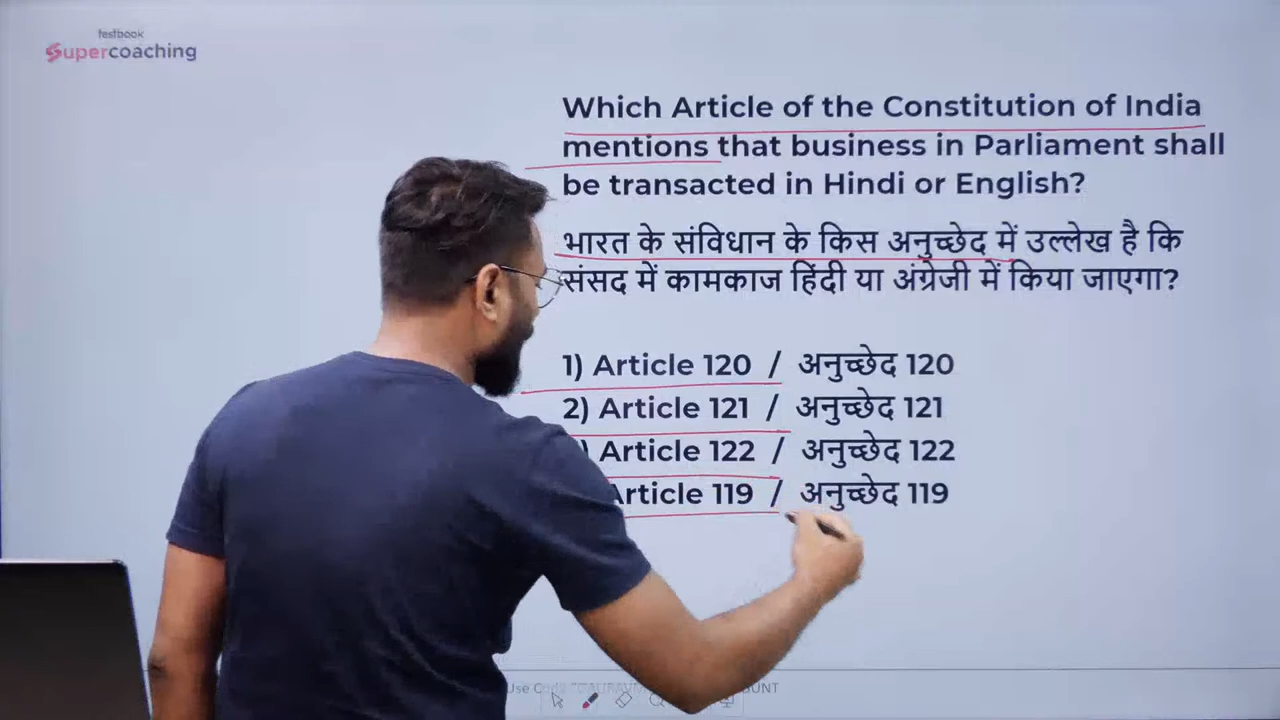 testbook
Supercoaching
Which Article of the Constitution of India
mentions that business in Parliament shall
be transacted in Hindi or English?
भारत के संविधान के किस अनुच्छेद में उल्लेख है कि
संसद में कामकाज हिंदी या अंग्रेजी में किया जाएगा?
1) Article 120 / अनुच्छेद 120
2) Article 121 / अनुच्छेद 121
) Article 122 / अनुच्छेद 122
Article 119 / अनुच्छेद 119
Use